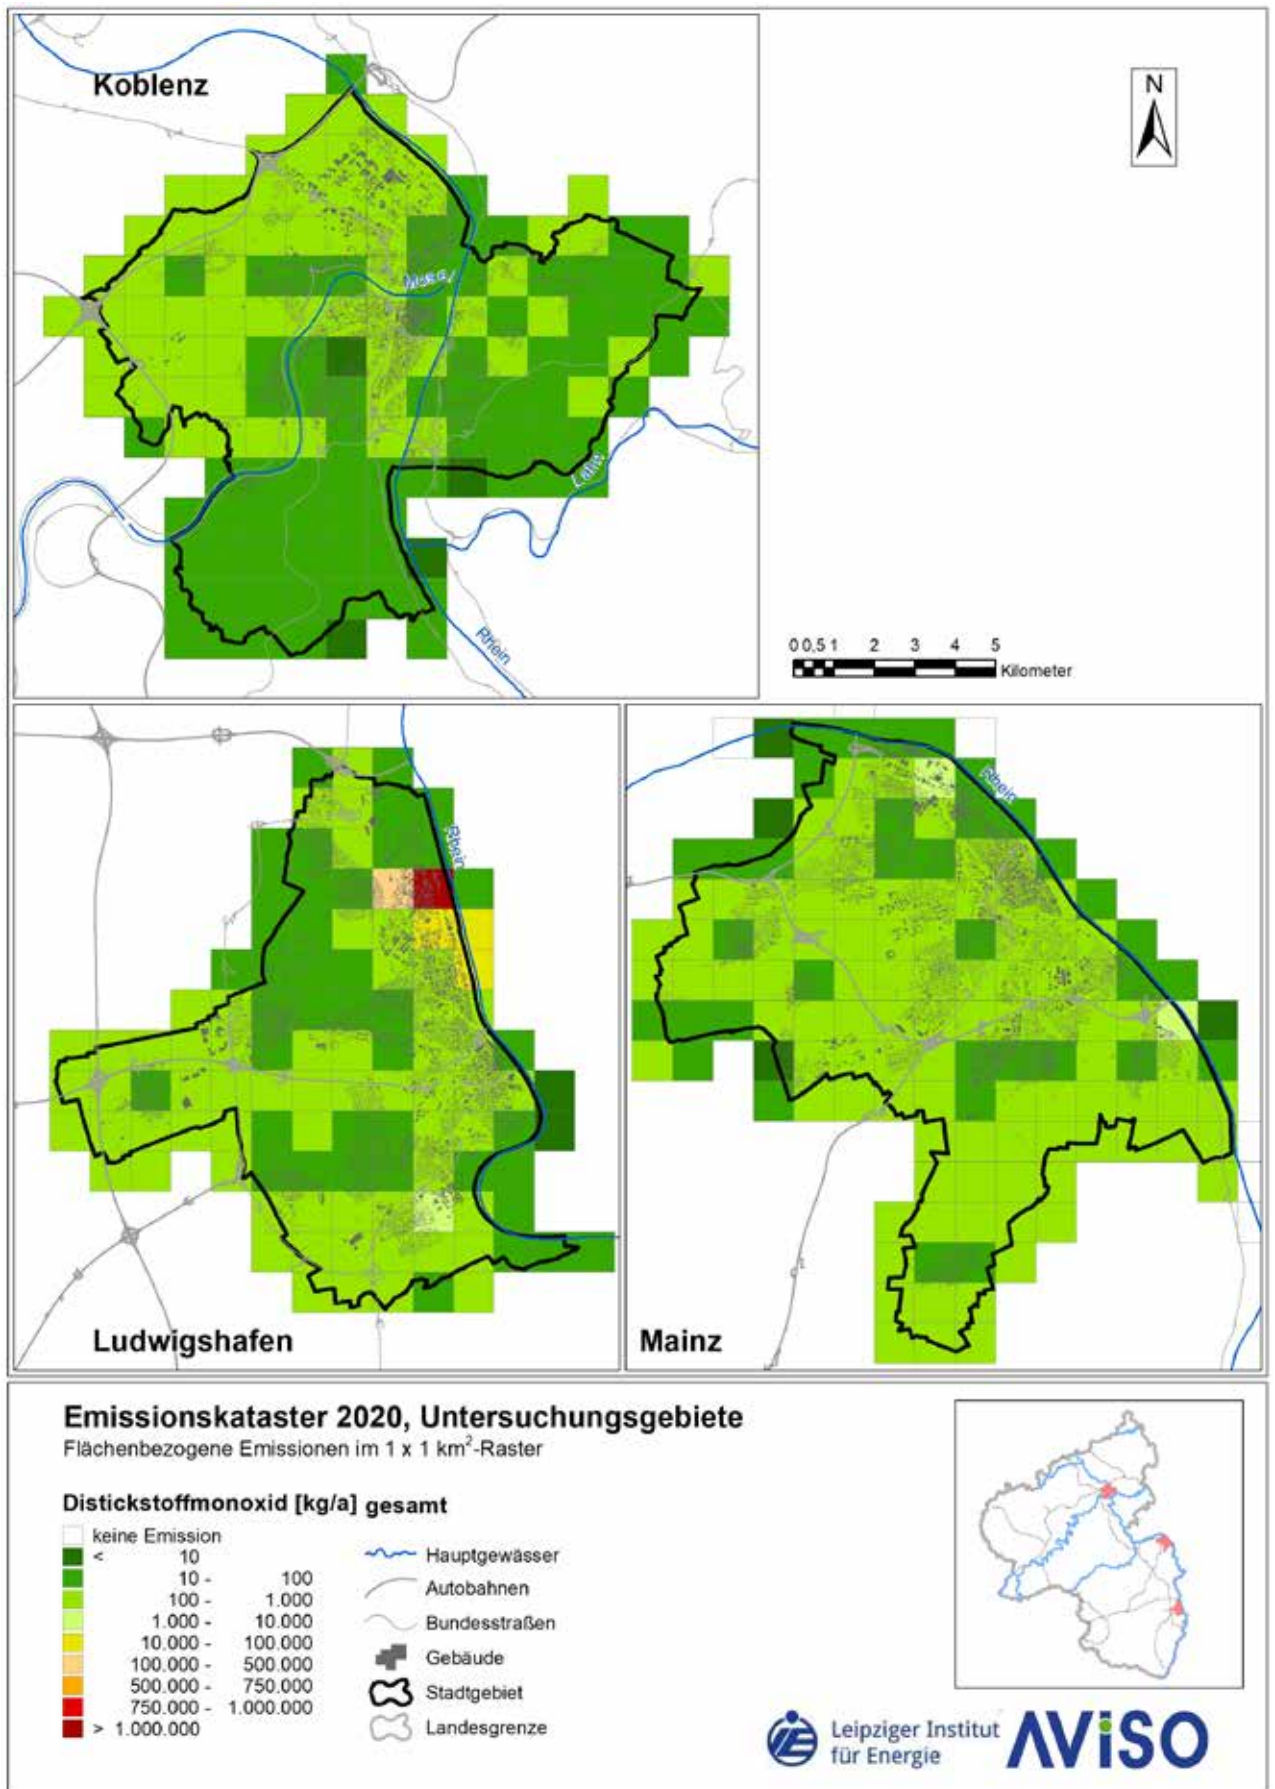 Koblenz
N
Mosel
Lahn
Rhein
0 0,5 1 2 3 4 5
Kilometer
Rhein
Ludwigshafen
Rhein
Mainz
Emissionskataster 2020, Untersuchungsgebiete
Flächenbezogene Emissionen im 1 x 1 km²-Raster
Distickstoffmonoxid [kg/a] gesamt
keine Emission
< 10
10 - 100
100 - 1.000
1.000 - 10.000
10.000 - 100.000
100.000 - 500.000
500.000 - 750.000
750.000 - 1.000.000
> 1.000.000
Hauptgewässer
Autobahnen
Bundesstraßen
Gebäude
Stadtgebiet
Landesgrenze
Leipziger Institut
für Energie
AViSO